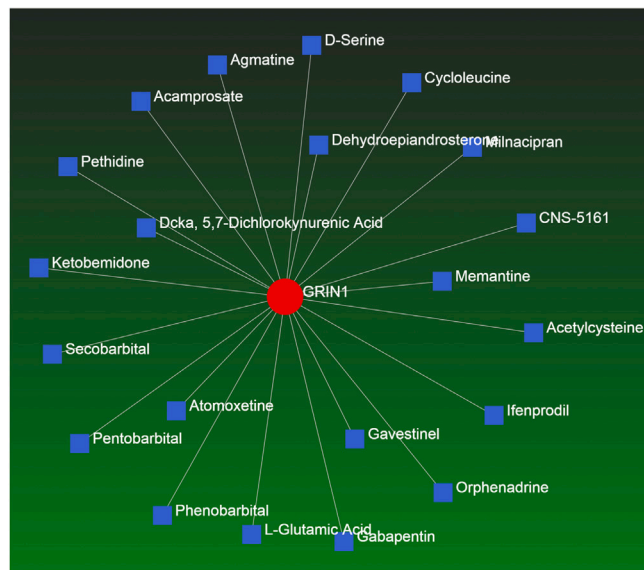 D-Serine
Agmatine
Cycloleucine
Acamprosate
Dehydroepiandrosterone
Milnacipran
Pethidine
Dcka, 5,7-Dichlorokynurenic Acid
CNS-5161
Ketobemidone
Memantine
GRIN1
Acetylcysteine
Secobarbital
Atomoxetine
Ifenprodil
Pentobarbital
Gavestinel
Orphenadrine
Phenobarbital
L-Glutamic Acid
Gabapentin